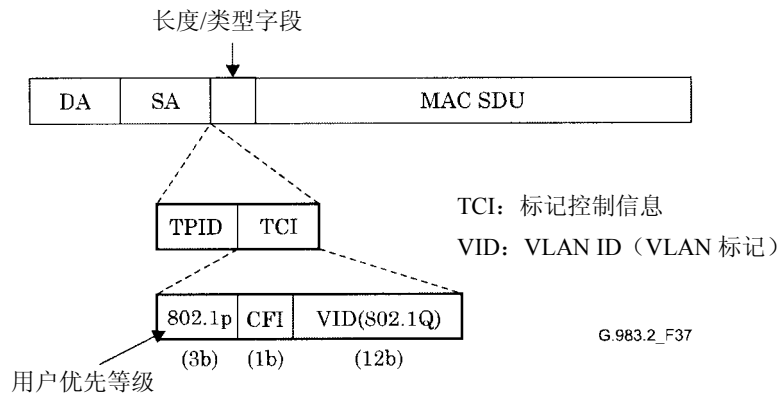 长度/类型字段
DA SA MAC SDU
TPID TCI
TCI：标记控制信息
VID：VLAN ID（VLAN 标记）
802.1p CFI VID(802.1Q)
(3b) (1b) (12b)
G.983.2_F37
用户优先等级